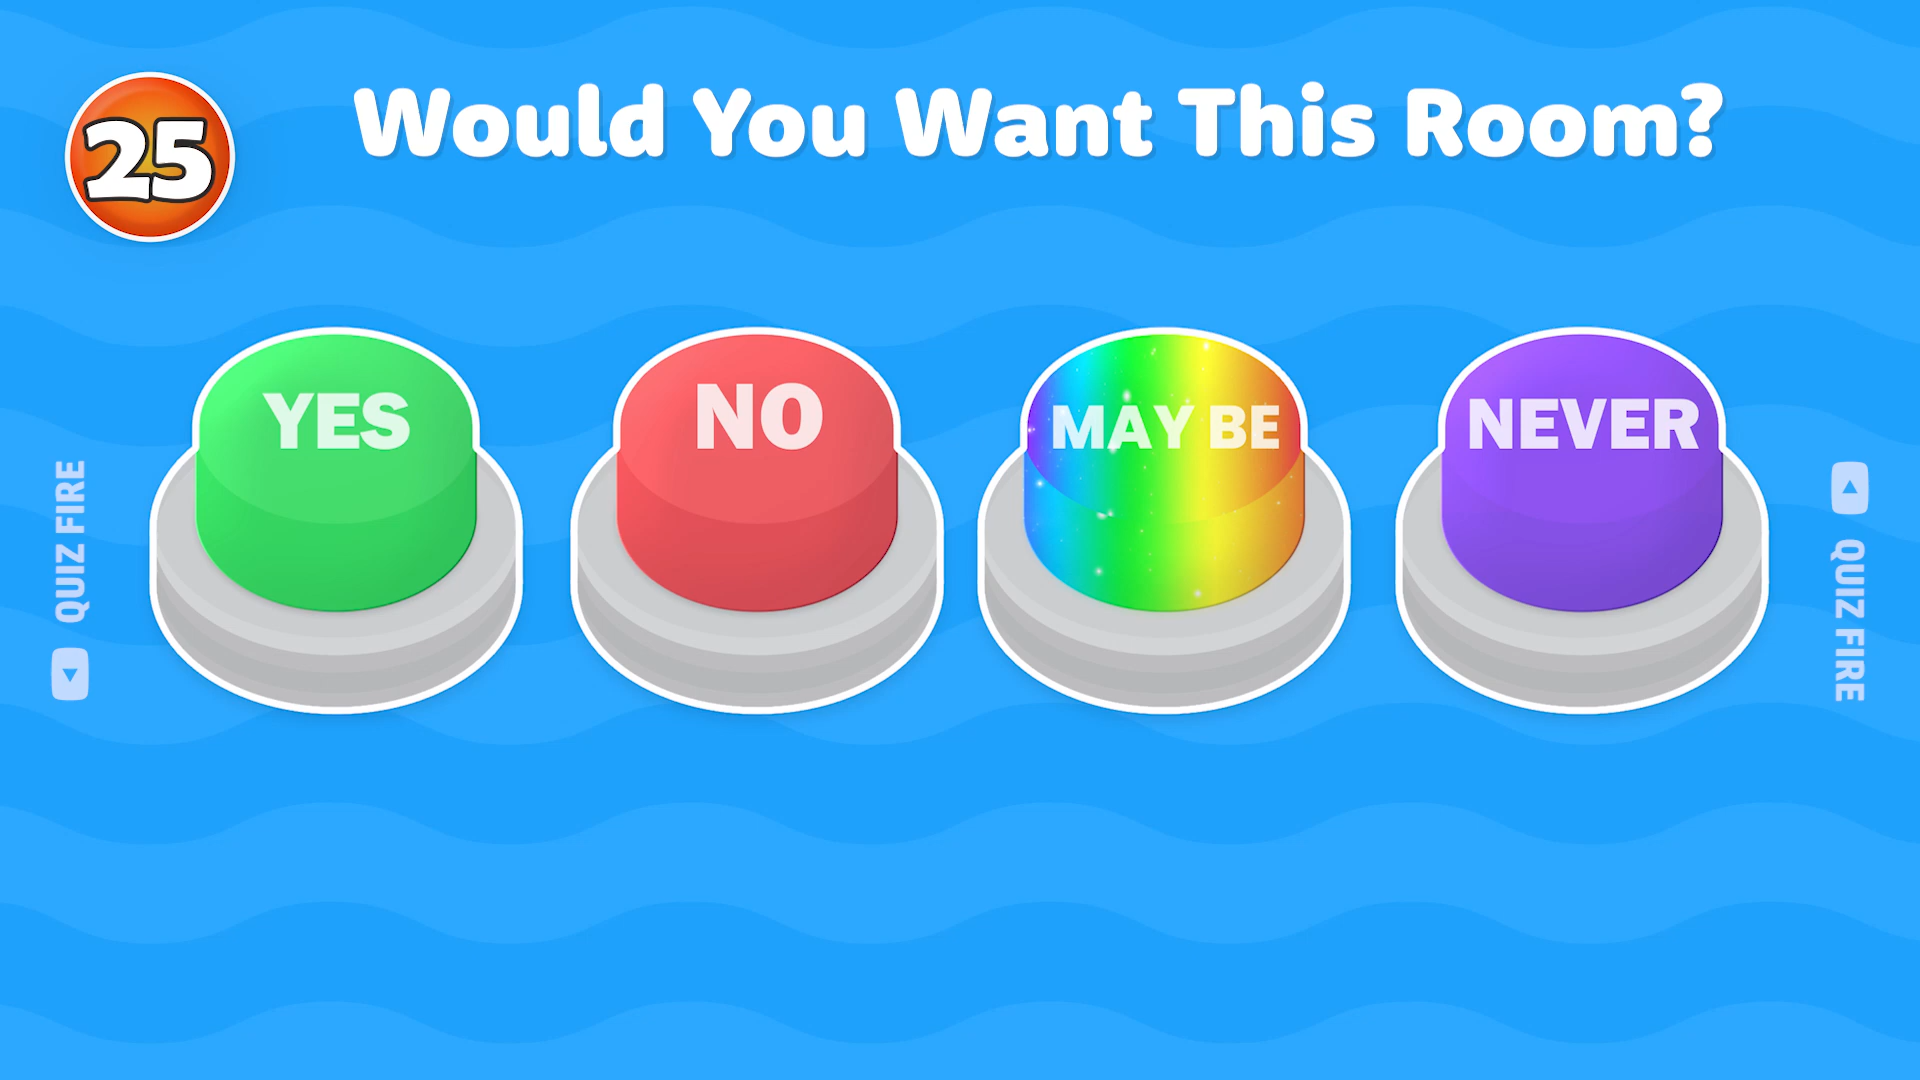 25
Would You Want This Room?
YES
NO
MAY BE
NEVER
QUIZ FIRE
QUIZ FIRE